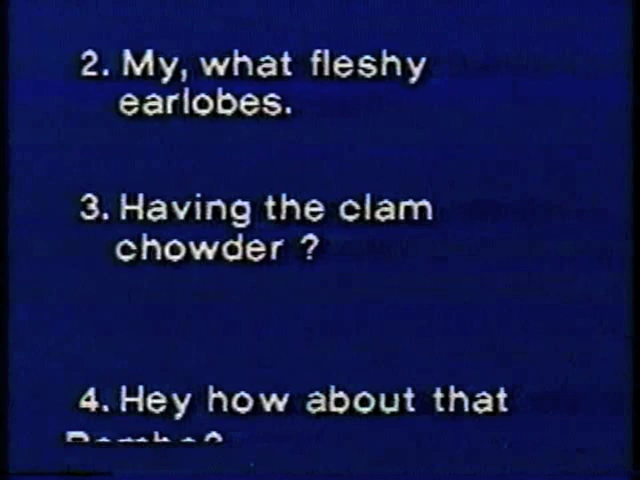 2. My, what fleshy
earlobes.
3. Having the clam
chowder ?
4. Hey how about that